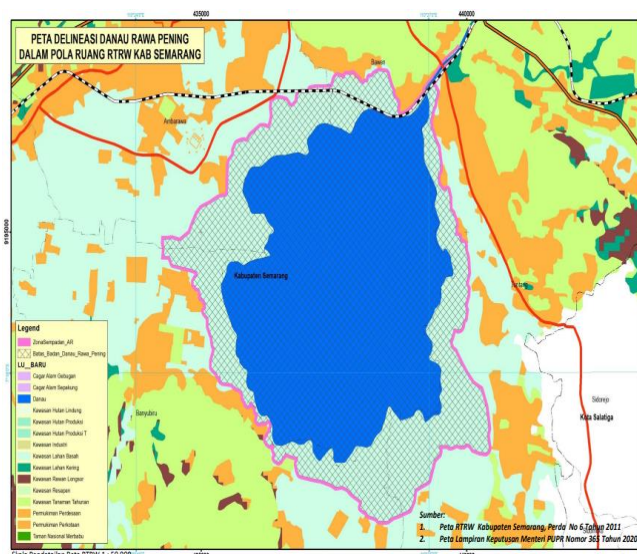 435000
440000
PETA DELINEASI DANAU RAWA PENING
DALAM POLA RUANG RTRW KAB SEMARANG
Bawen
Ambarawa
9195000
Kabupaten Semarang
Tuntang
Sidorejo
Kota Salatiga
Banyubiru
Legend
ZonaSempadan_AR
Batas_Badan_Danau_Rawa_Pening
LU__BARU
Cagar Alam Gebugan
Cagar Alam Sepakung
Danau
Kawasan Hutan Lindung
Kawasan Hutan Produksi
Kawasan Hutan Produksi T
Kawasan Industri
Kawasan Lahan Basah
Kawasan Lahan Kering
Kawasan Rawan Longsor
Kawasan Resapan
Kawasan Tanaman Tahunan
Permukiman Perdesaan
Permukiman Perkotaan
Taman Nasional Merbabu
Sumber:
1. Peta RTRW Kabupaten Semarang, Perda No 6 Tahun 2011
2. Peta Lampiran Keputusan Menteri PUPR Nomor 365 Tahun 2020